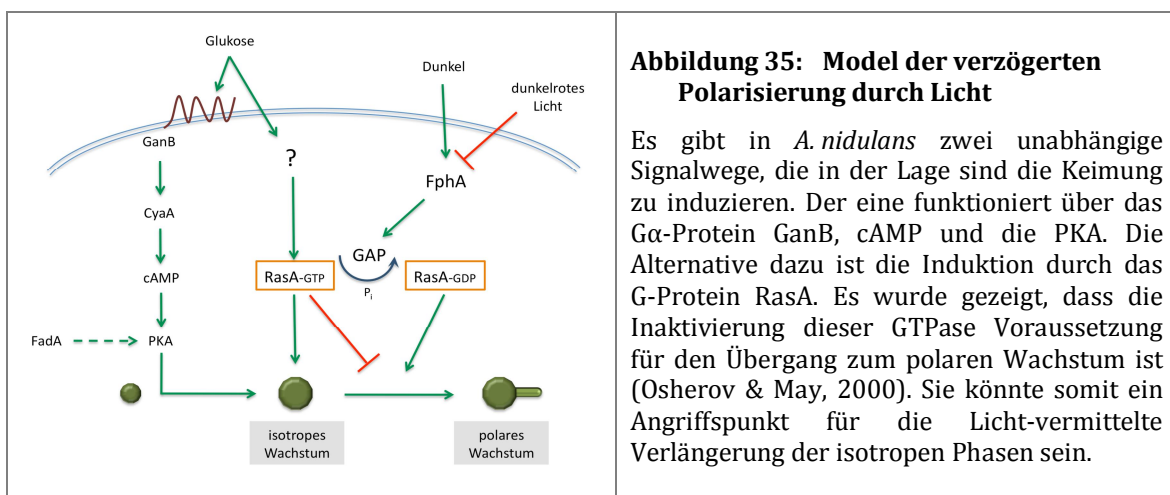 Glukose
Dunkel
dunkelrotes
Licht
GanB
?
FphA
CyaA
GAP
cAMP
RasA-GTP
Pi
RasA-GDP
FadA
PKA
isotropes
Wachstum
polares
Wachstum
Abbildung 35: Model der verzögerten
Polarisierung durch Licht
Es gibt in A. nidulans zwei unabhängige
Signalwege, die in der Lage sind die Keimung
zu induzieren. Der eine funktioniert über das
Gα-Protein GanB, cAMP und die PKA. Die
Alternative dazu ist die Induktion durch das
G-Protein RasA. Es wurde gezeigt, dass die
Inaktivierung dieser GTPase Voraussetzung
für den Übergang zum polaren Wachstum ist
(Osherov & May, 2000). Sie könnte somit ein
Angriffspunkt für die Licht-vermittelte
Verlängerung der isotropen Phasen sein.